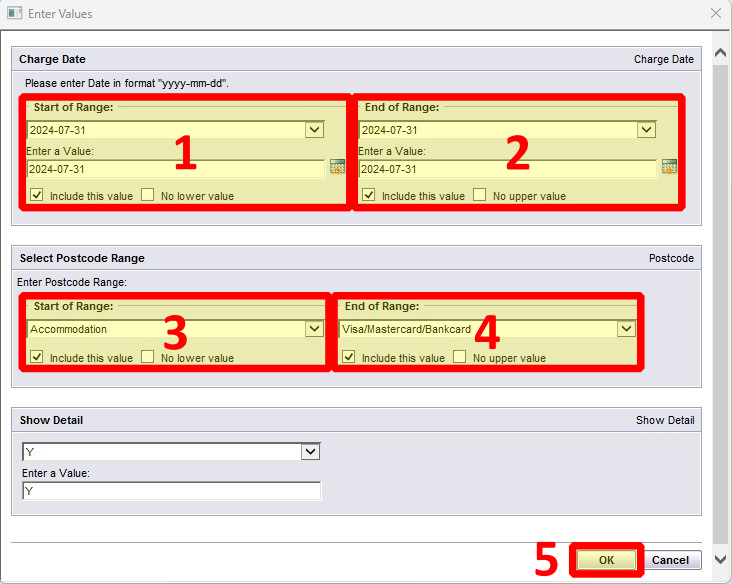 Enter Values
Charge Date Charge Date
Please enter Date in format "yyyy-mm-dd".
Start of Range: End of Range:
2024-07-31 2024-07-31
1 2
Enter a Value: Enter a Value:
2024-07-31 2024-07-31
Include this value No lower value Include this value No upper value
Select Postcode Range Postcode
Enter Postcode Range:
Start of Range: End of Range:
Accommodation Visa/Mastercard/Bankcard
3 4
Include this value No lower value Include this value No upper value
Show Detail Show Detail
Y
Enter a Value:
Y
5 OK Cancel